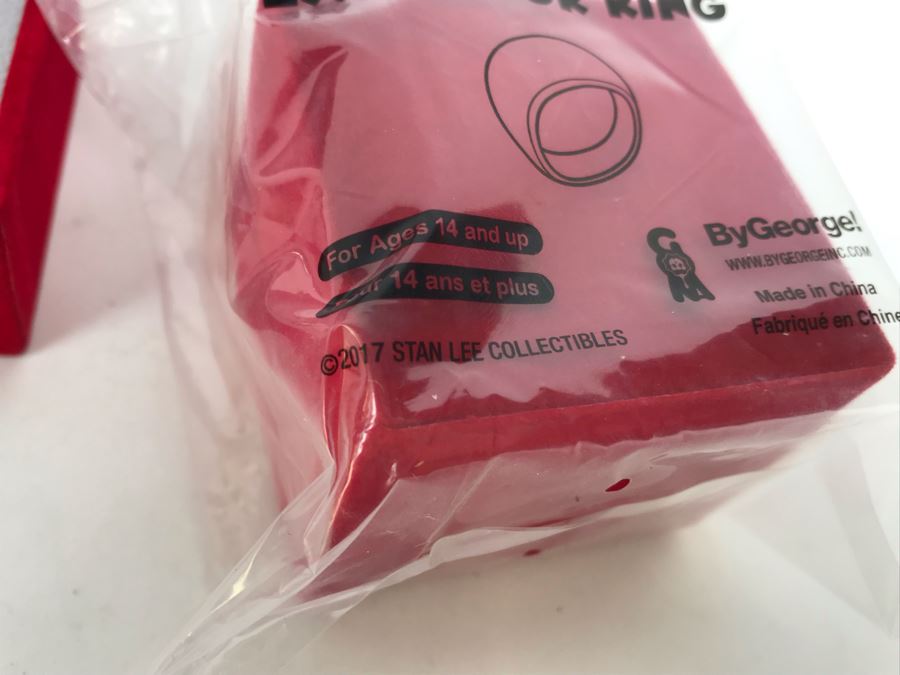 RING
For Ages 14 and up
14 ans et plus
©2017 STAN LEE COLLECTIBLES
ByGeorge!
WWW.BYGEORGEINC.COM
Made in China
Fabriqué en Chine